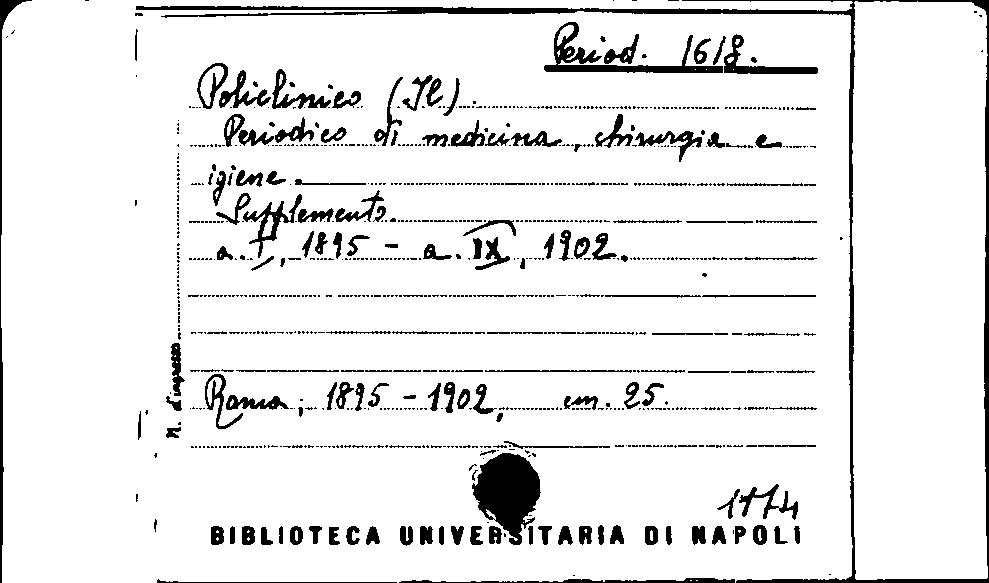 Period. 1618.
Policlinico (Il).
Periodico di medicina, chirurgia e
igiene.
Supplemento.
a. I, 1895 - a. IX, 1902.
Roma, 1895 - 1902, cm. 25.
N. d'ingresso
1174
BIBLIOTECA UNIVERSITARIA DI NAPOLI